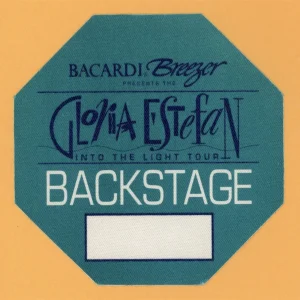 BACARDI Breezer
PRESENTS THE
Gloria Estefan
INTO THE LIGHT TOUR
BACKSTAGE